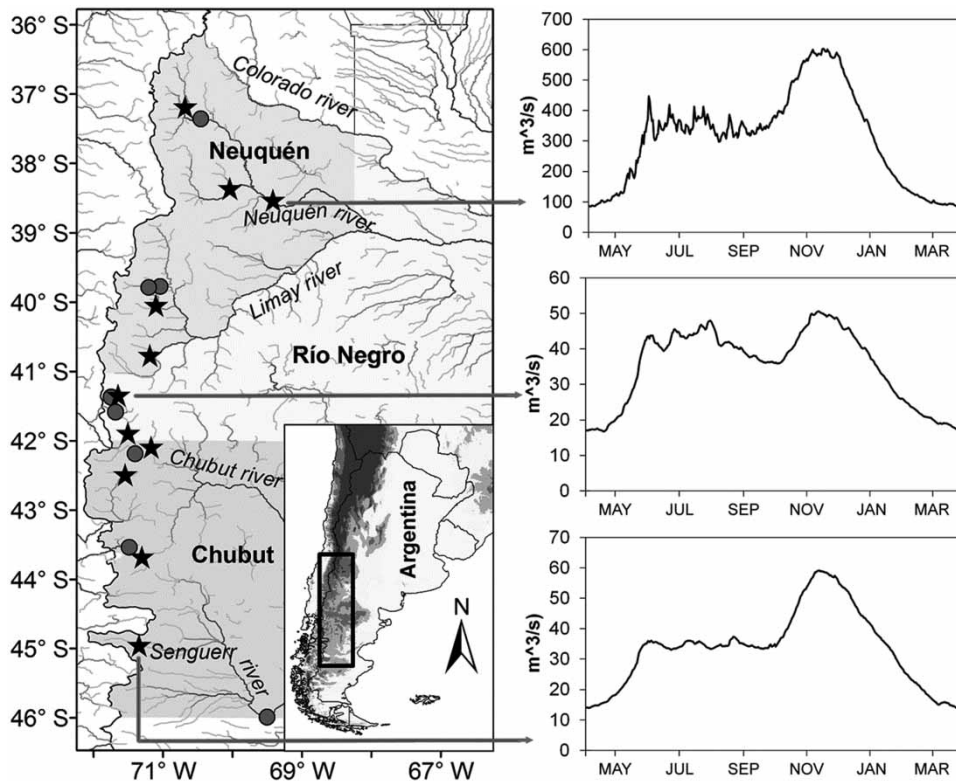 36° S
37° S
38° S
39° S
40° S
41° S
42° S
43° S
44° S
45° S
46° S
71° W
69° W
67° W
Colorado river
Neuquén
Neuquén river
Limay river
Río Negro
Chubut river
Chubut
Senguerr
river
Argentina
N
m^3/s)
700
600
500
400
300
200
100
0
MAY JUL SEP NOV JAN MAR
m^3/s)
60
50
40
30
20
10
0
MAY JUL SEP NOV JAN MAR
m^3/s)
70
60
50
40
30
20
10
0
MAY JUL SEP NOV JAN MAR